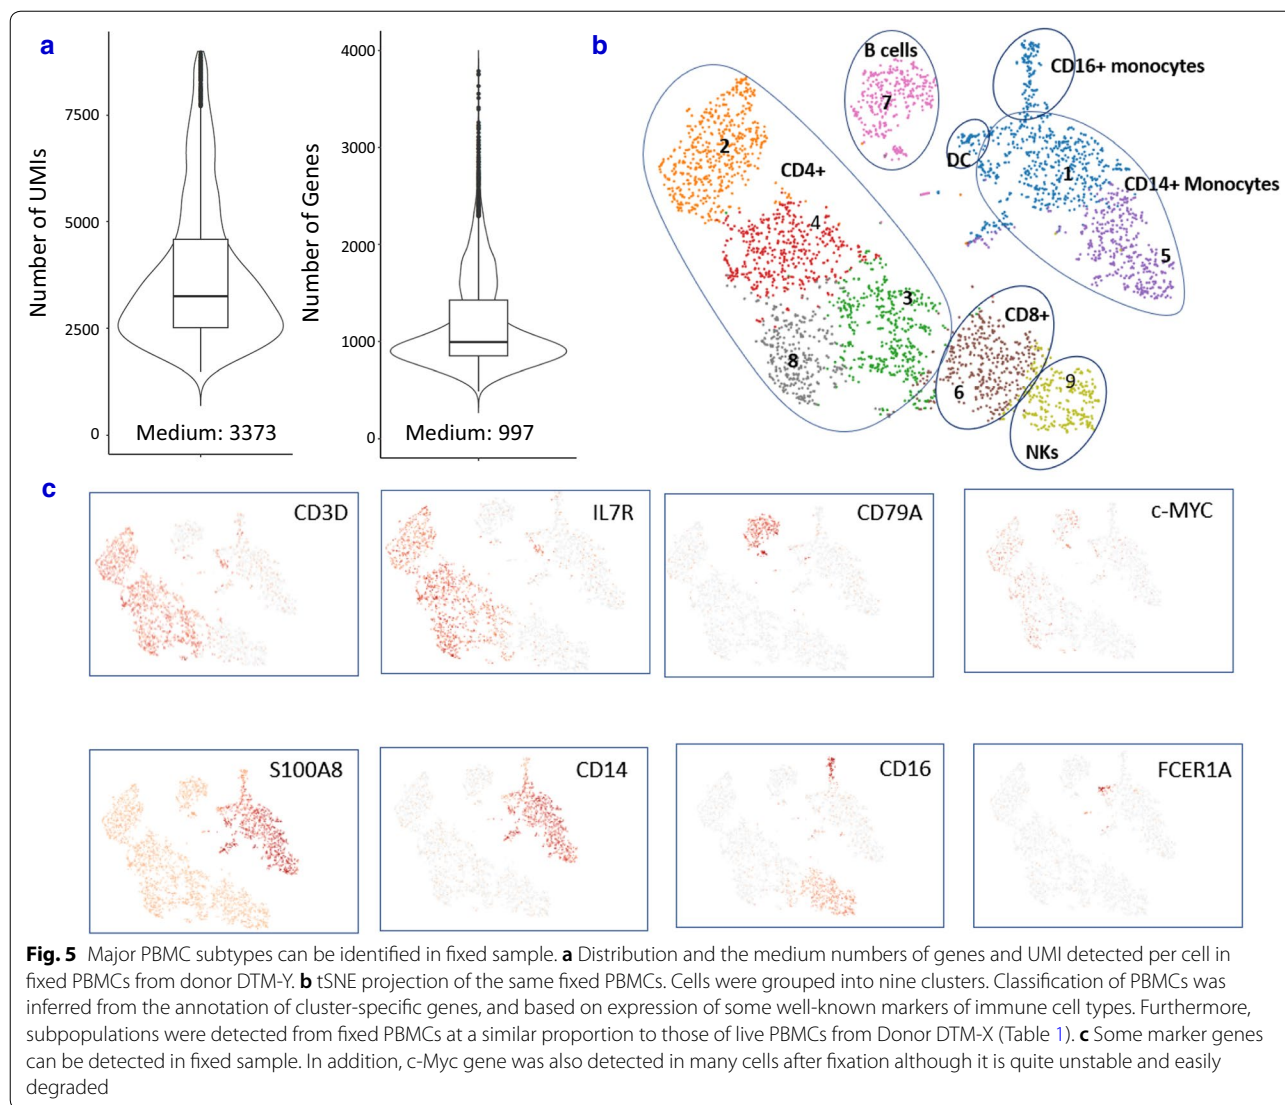 a
Number of UMIs
7500
5000
2500
0
Medium: 3373
Number of Genes
4000
3000
2000
1000
0
Medium: 997
b
B cells
7
CD16+ monocytes
2
CD4+
DC
1
CD14+ Monocytes
4
5
3
CD8+
8
6
9
NKs
c
CD3D
IL7R
CD79A
c-MYC
S100A8
CD14
CD16
FCER1A
Fig. 5 Major PBMC subtypes can be identified in fixed sample. a Distribution and the medium numbers of genes and UMI detected per cell in
fixed PBMCs from donor DTM-Y. b tSNE projection of the same fixed PBMCs. Cells were grouped into nine clusters. Classification of PBMCs was
inferred from the annotation of cluster-specific genes, and based on expression of some well-known markers of immune cell types. Furthermore,
subpopulations were detected from fixed PBMCs at a similar proportion to those of live PBMCs from Donor DTM-X (Table 1). c Some marker genes
can be detected in fixed sample. In addition, c-Myc gene was also detected in many cells after fixation although it is quite unstable and easily
degraded